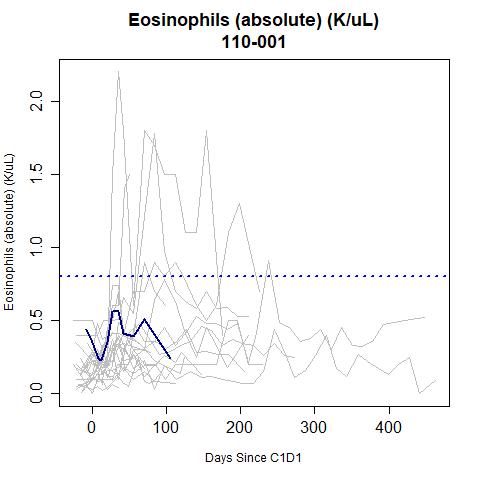 Eosinophils (absolute) (K/uL)
110-001
Eosinophils (absolute) (K/uL)
2.0
1.5
1.0
0.5
0.0
0 100 200 300 400
Days Since C1D1